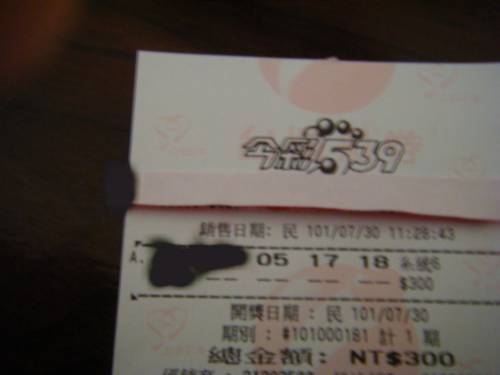 今彩539
銷售日期: 民 101/07/30 11:28:43
A. 05 17 18
-- -- -- -- $300
開獎日期 : 民 101/07/30
期別 : #101000181 計 1 期
總金額: NT$300